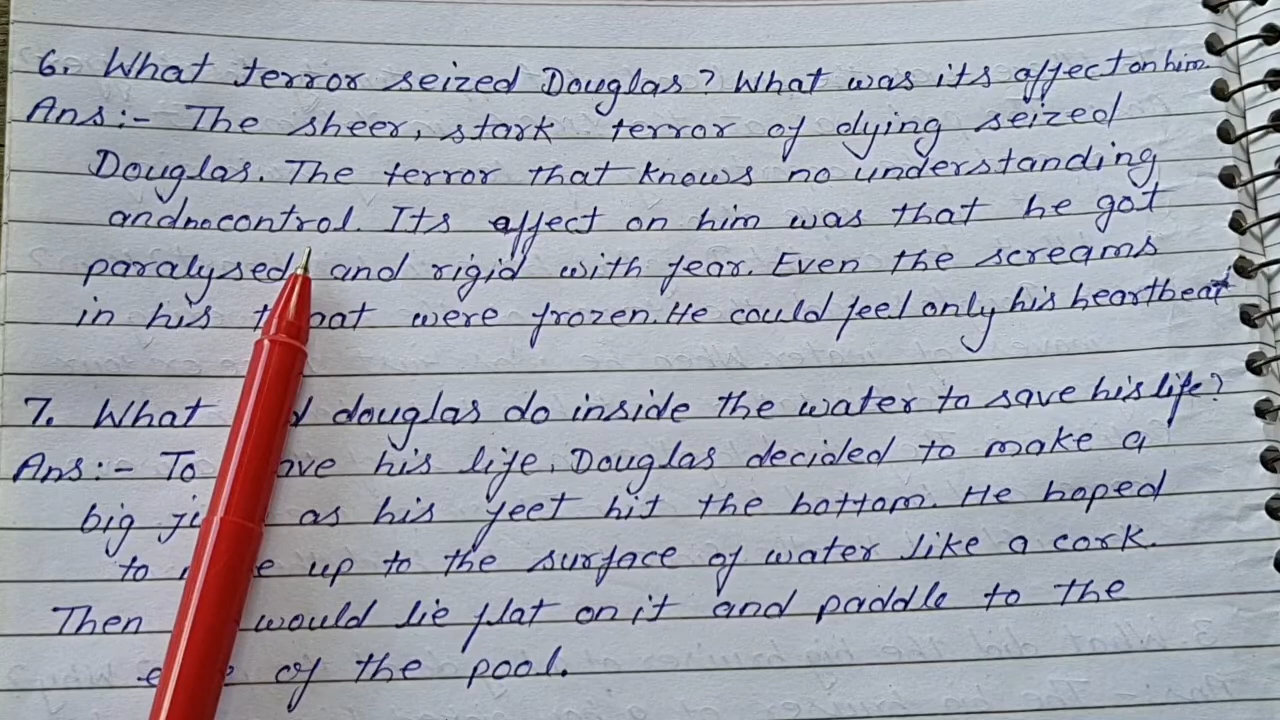 6. What terror seized Douglas? What was its affect on him.
Ans:- The sheer, stark terror of dying seized
Douglas. The terror that knows no understanding
and no control. Its affect on him was that he got
paralysed and rigid with fear. Even the screams
in his were frozen. He could feel only his heartbeat
7. What douglas do inside the water to save his life?
Ans:- To his life, Douglas decided to make a
big as his feet hit the bottom. He hoped
to up to the surface of water like a cork.
Then would lie flat on it and paddle to the
of the pool.